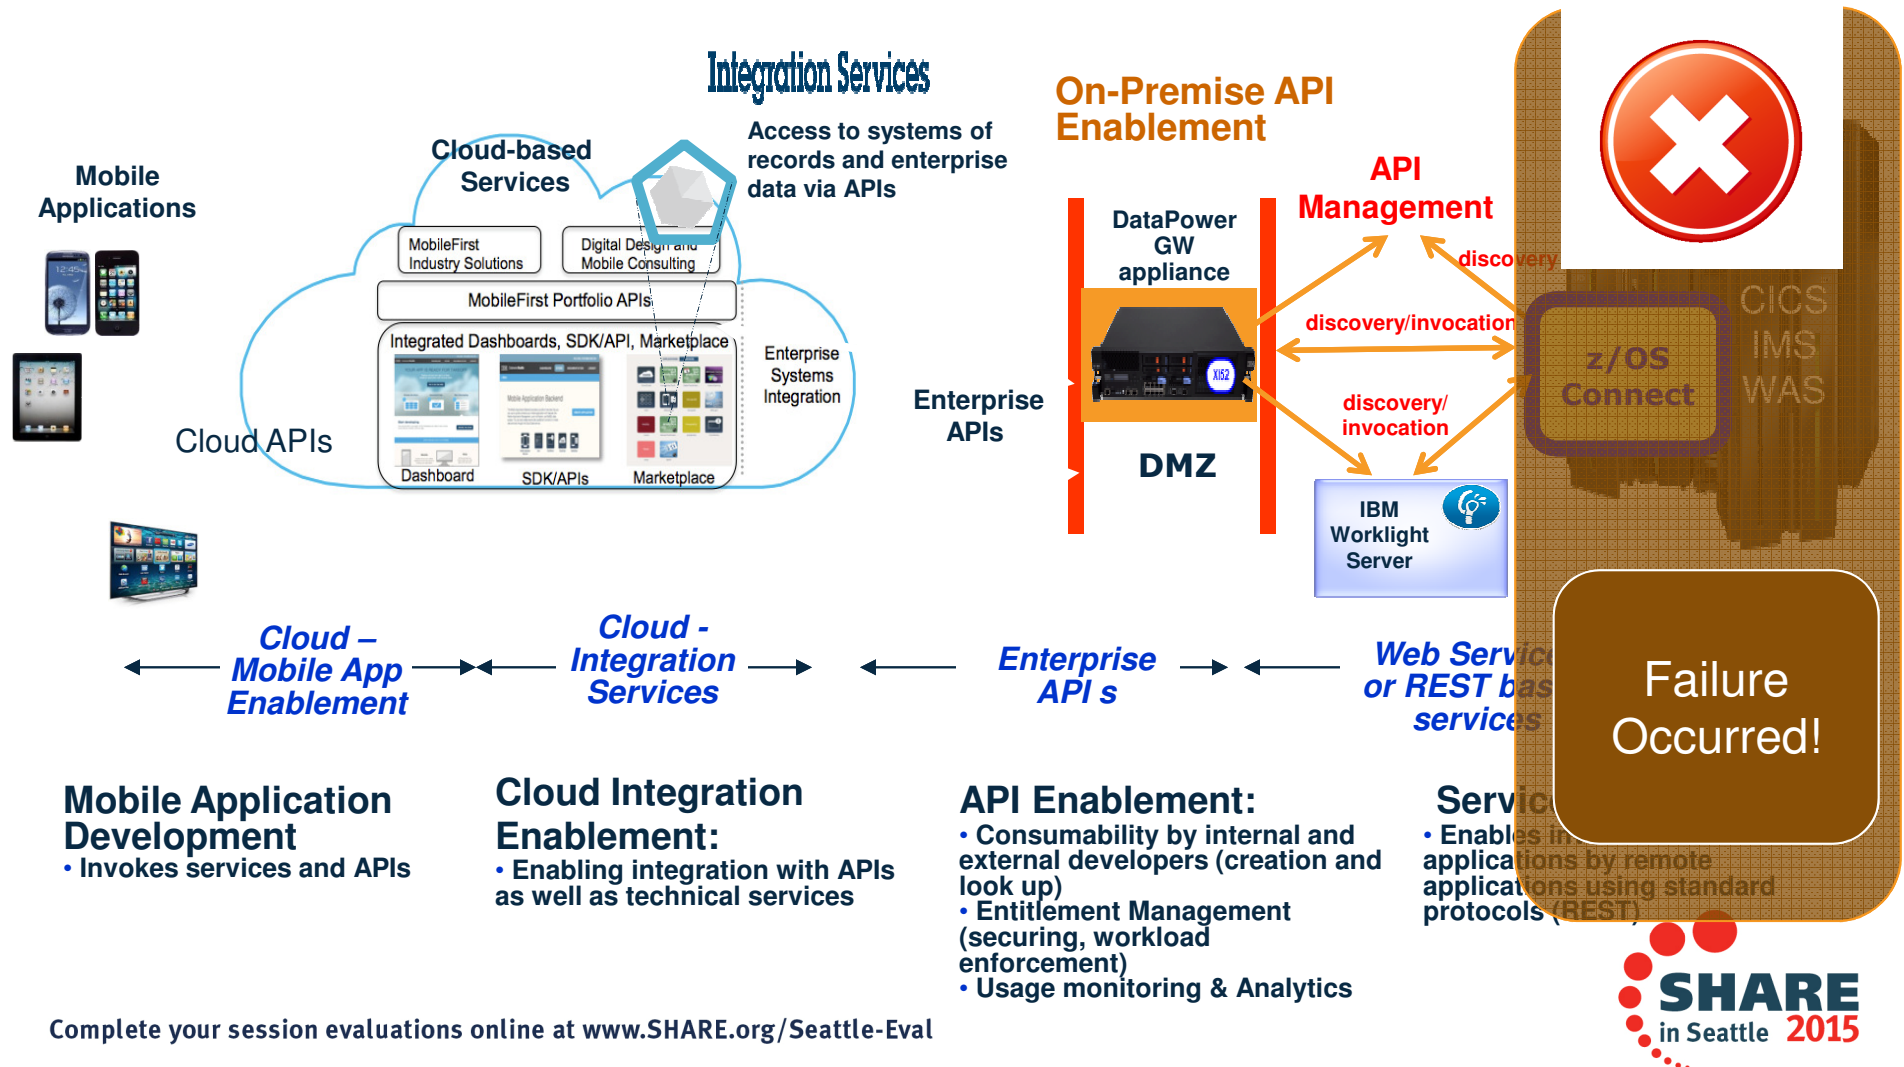 Integration Services
On-Premise API
Enablement
Access to systems of
records and enterprise
data via APIs
Cloud-based
Services
Mobile
Applications
API
Management
DataPower
GW
appliance
MobileFirst
Industry Solutions
Digital Design and
Mobile Consulting
discovery
MobileFirst Portfolio APIs
CICS
IMS
WAS
discovery/invocation
Integrated Dashboards, SDK/API, Marketplace
Enterprise
Systems
Integration
z/OS
Connect
XI52
Enterprise
APIs
discovery/
invocation
Cloud APIs
DMZ
Dashboard
SDK/APIs
Marketplace
IBM
Worklight
Server
Cloud –
Mobile App
Enablement
Cloud -
Integration
Services
Enterprise
API s
Web Service
or REST bas
services
Failure
Occurred!
Mobile Application
Development
• Invokes services and APIs
Cloud Integration
Enablement:
• Enabling integration with APIs
as well as technical services
API Enablement:
• Consumability by internal and
external developers (creation and
look up)
• Entitlement Management
(securing, workload
enforcement)
• Usage monitoring & Analytics
Service
• Enables in
applications by remote
applications using standard
protocols (REST)
Complete your session evaluations online at www.SHARE.org/Seattle-Eval
SHARE
in Seattle 2015